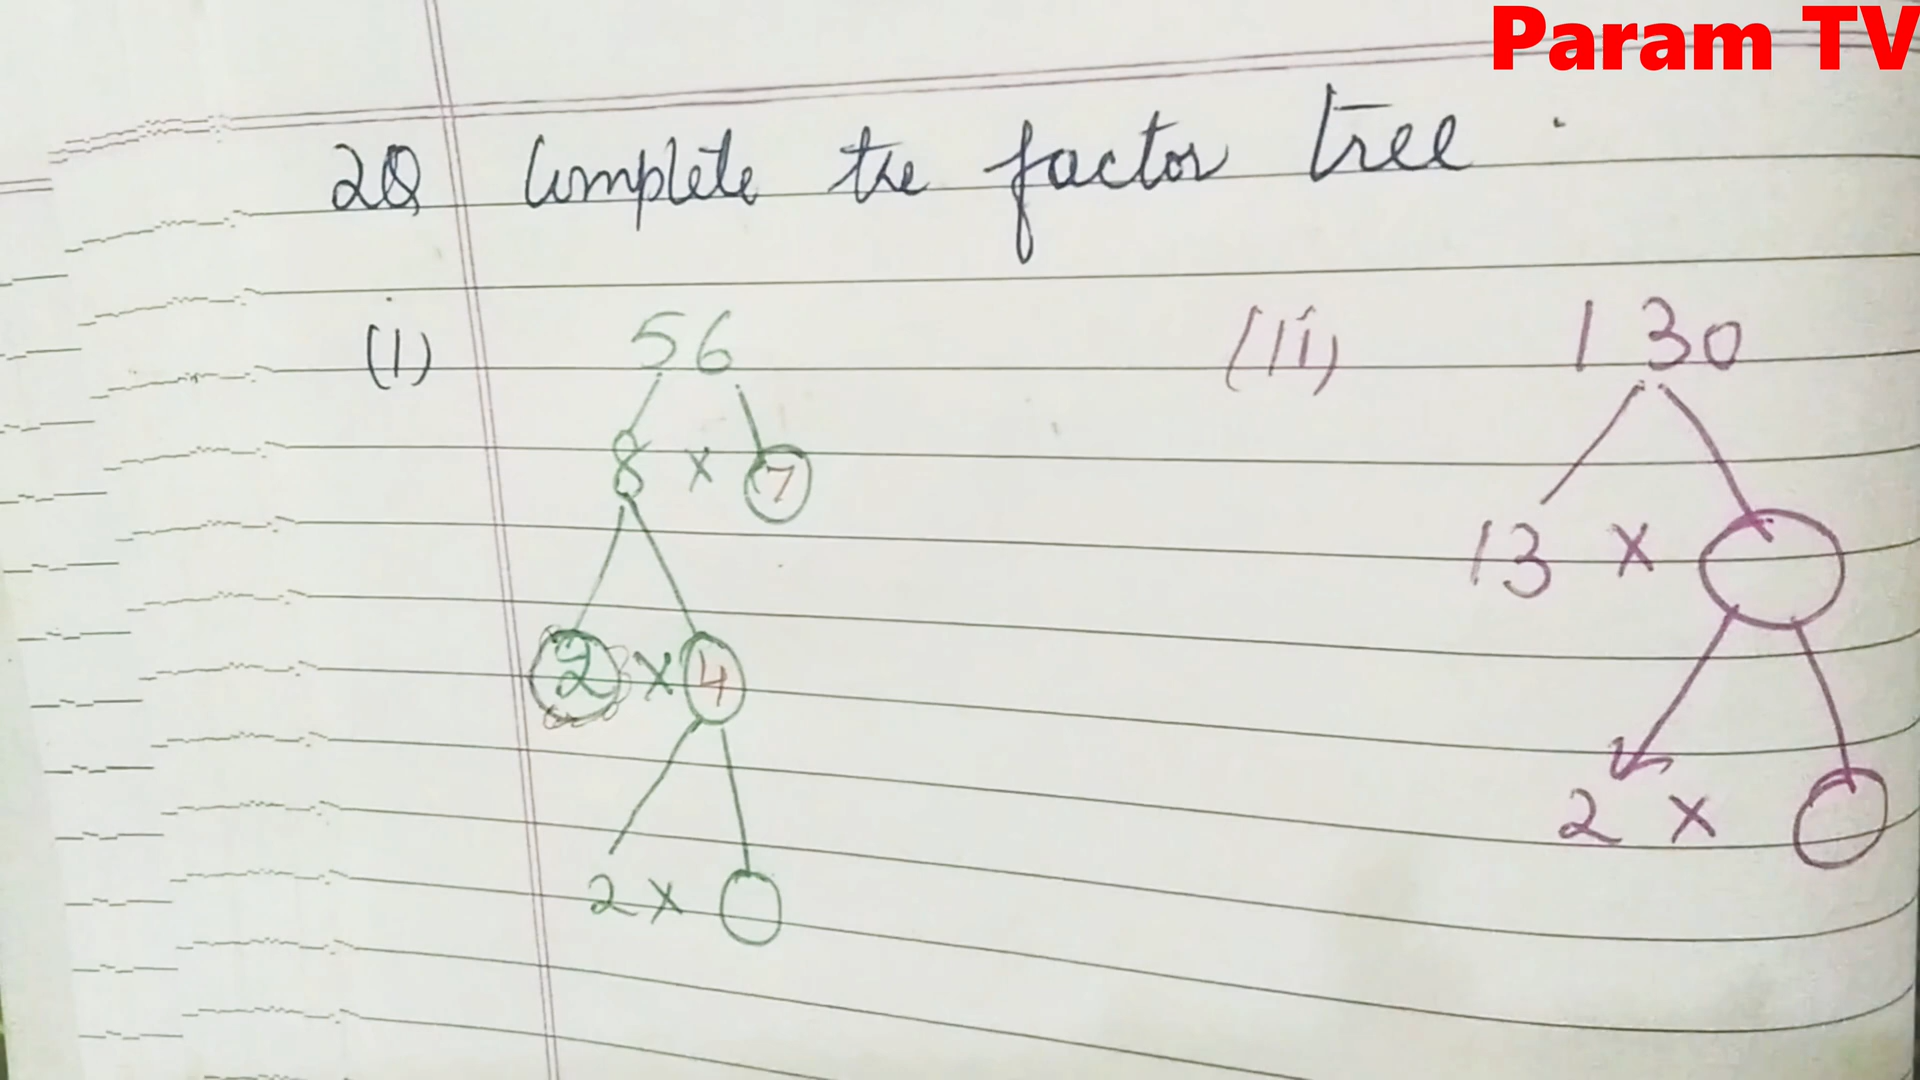 Param TV
2Q Complete the factor tree .
(i) 56 (ii) 130
8 x 7
13 x
2 x 4
2 x
2 x